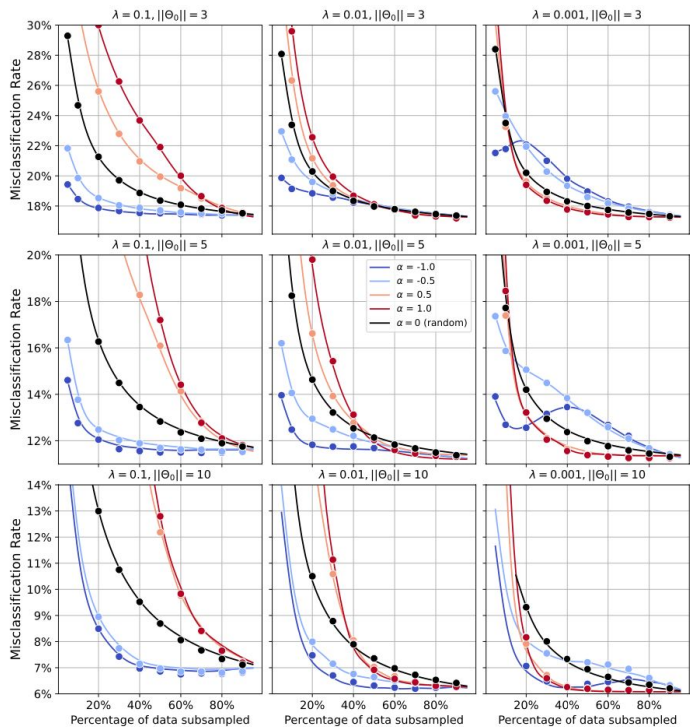 λ = 0.1, ||Θ₀|| = 3
λ = 0.01, ||Θ₀|| = 3
λ = 0.001, ||Θ₀|| = 3
30%
28%
26%
24%
22%
20%
18%
Misclassification Rate
λ = 0.1, ||Θ₀|| = 5
λ = 0.01, ||Θ₀|| = 5
λ = 0.001, ||Θ₀|| = 5
20%
18%
16%
14%
12%
Misclassification Rate
α = -1.0
α = -0.5
α = 0.5
α = 1.0
α = 0 (random)
λ = 0.1, ||Θ₀|| = 10
λ = 0.01, ||Θ₀|| = 10
λ = 0.001, ||Θ₀|| = 10
14%
13%
12%
11%
10%
9%
8%
7%
6%
Misclassification Rate
20% 40% 60% 80%
20% 40% 60% 80%
20% 40% 60% 80%
Percentage of data subsampled
Percentage of data subsampled
Percentage of data subsampled